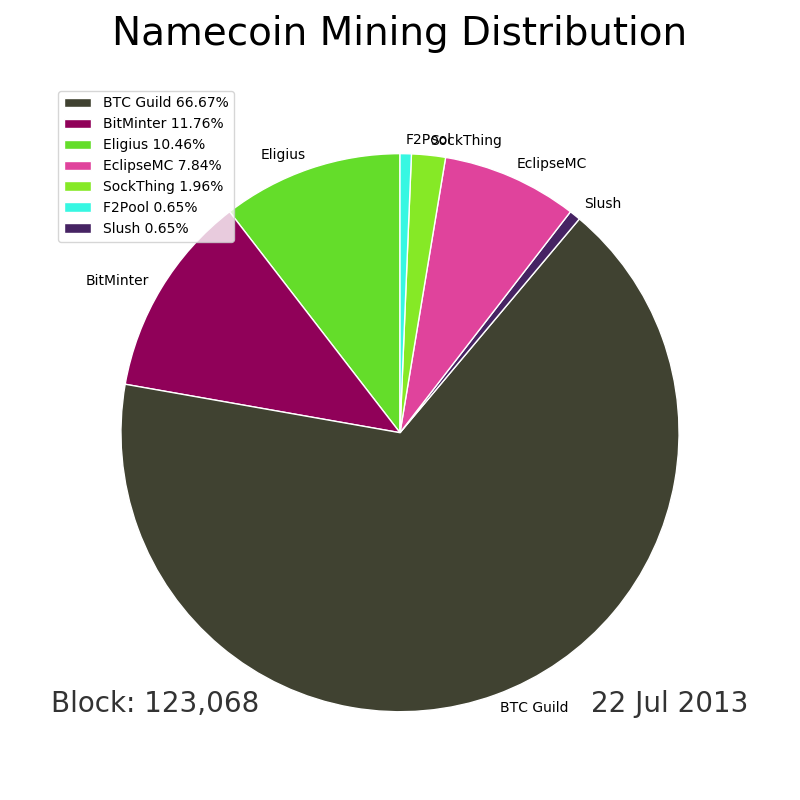 Namecoin Mining Distribution
BTC Guild 66.67%
BitMinter 11.76%
Eligius 10.46%
EclipseMC 7.84%
SockThing 1.96%
F2Pool 0.65%
Slush 0.65%
F2Pool
SockThing
Eligius
EclipseMC
Slush
BitMinter
BTC Guild
Block: 123,068
22 Jul 2013